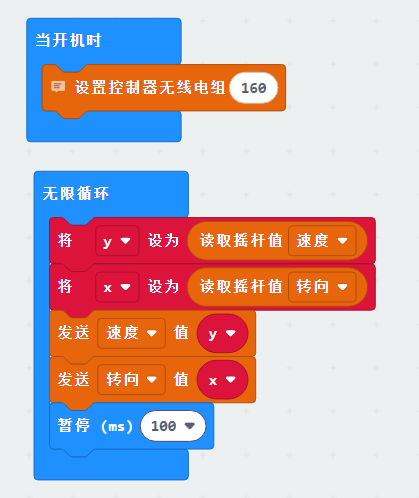 当开机时
设置控制器无线电组 160
无限循环
将 y 设为 读取摇杆值 速度
将 x 设为 读取摇杆值 转向
发送 速度 值 y
发送 转向 值 x
暂停 (ms) 100